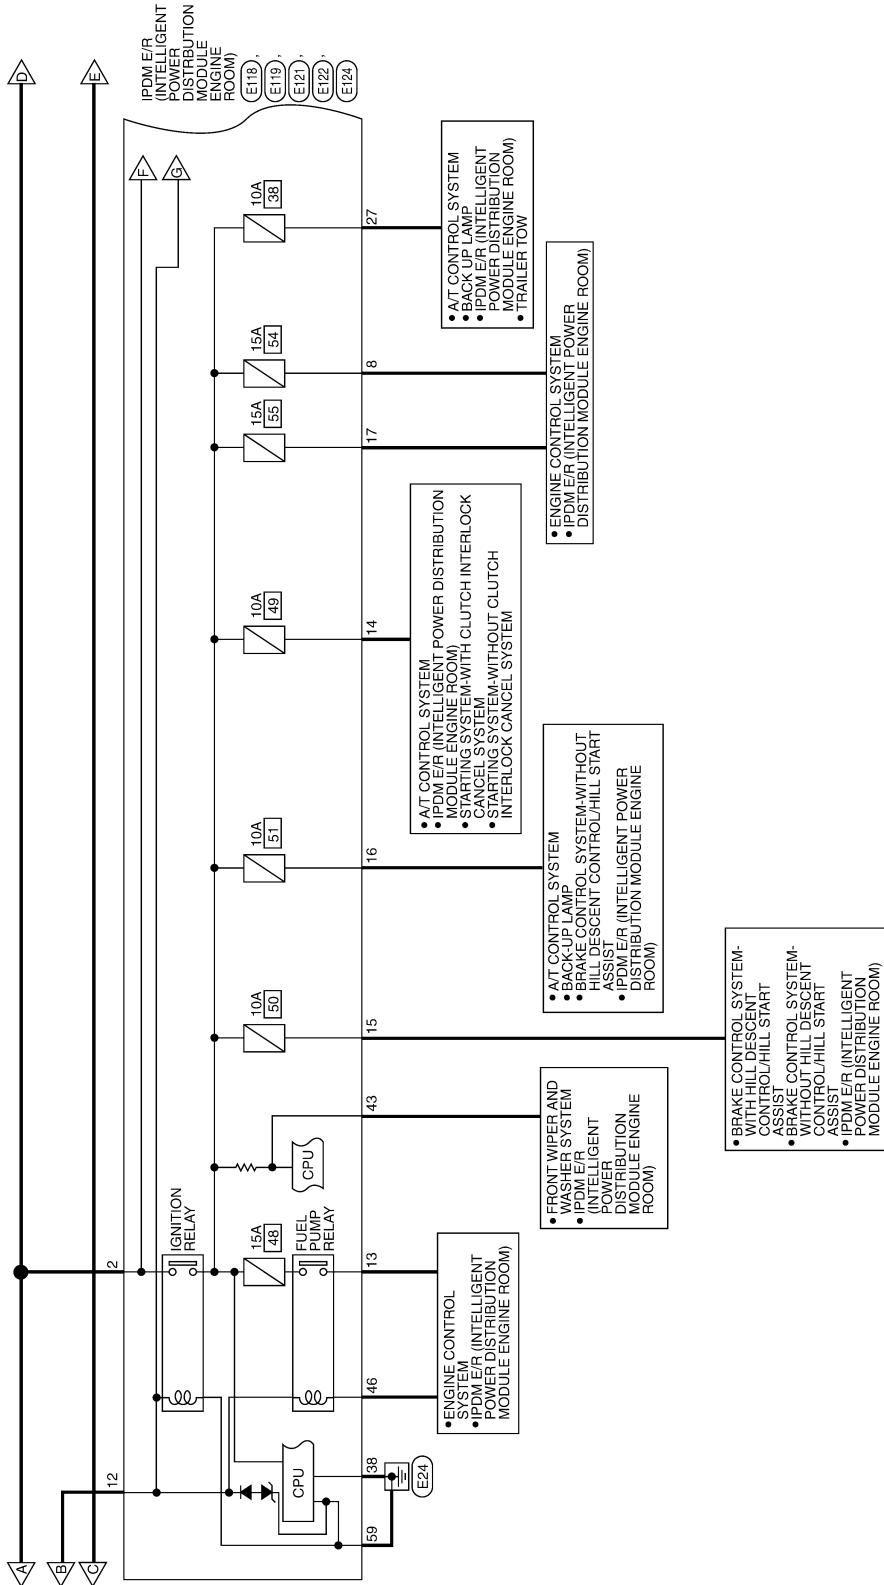 A
B
C
D
E
IPDM E/R
(INTELLIGENT
POWER
DISTRBUTION
MODULE
ENGINE
ROOM)
E118 ,
E119 ,
E121 ,
E122 ,
E124
F
G
12
2
IGNITION
RELAY
15A
48
FUEL
PUMP
RELAY
CPU
CPU
10A
50
10A
51
10A
49
15A
55
15A
54
10A
38
59
38
46
13
43
15
16
14
17
8
27
E24
• ENGINE CONTROL
SYSTEM
• IPDM E/R (INTELLIGENT
POWER DISTRIBUTION
MODULE ENGINE ROOM)
• FRONT WIPER AND
WASHER SYSTEM
• IPDM E/R
(INTELLIGENT
POWER
DISTRIBUTION
MODULE ENGINE
ROOM)
• BRAKE CONTROL SYSTEM-
WITH HILL DESCENT
CONTROL/HILL START
ASSIST
• BRAKE CONTROL SYSTEM-
WITHOUT HILL DESCENT
CONTROL/HILL START
ASSIST
• IPDM E/R (INTELLIGENT
POWER DISTRIBUTION
MODULE ENGINE ROOM)
• A/T CONTROL SYSTEM
• BACK-UP LAMP
• BRAKE CONTROL SYSTEM-WITHOUT
HILL DESCENT CONTROL/HILL START
ASSIST
• IPDM E/R (INTELLIGENT POWER
DISTRIBUTION MODULE ENGINE
ROOM)
• A/T CONTROL SYSTEM
• IPDM E/R (INTELLIGENT POWER DISTRIBUTION
MODULE ENGINE ROOM)
• STARTING SYSTEM-WITH CLUTCH INTERLOCK
CANCEL SYSTEM
• STARTING SYSTEM-WITHOUT CLUTCH
INTERLOCK CANCEL SYSTEM
• ENGINE CONTROL SYSTEM
• IPDM E/R (INTELLIGENT POWER
DISTRIBUTION MODULE ENGINE ROOM)
• A/T CONTROL SYSTEM
• BACK UP LAMP
• IPDM E/R (INTELLIGENT
POWER DISTRIBUTION
MODULE ENGINE ROOM)
• TRAILER TOW